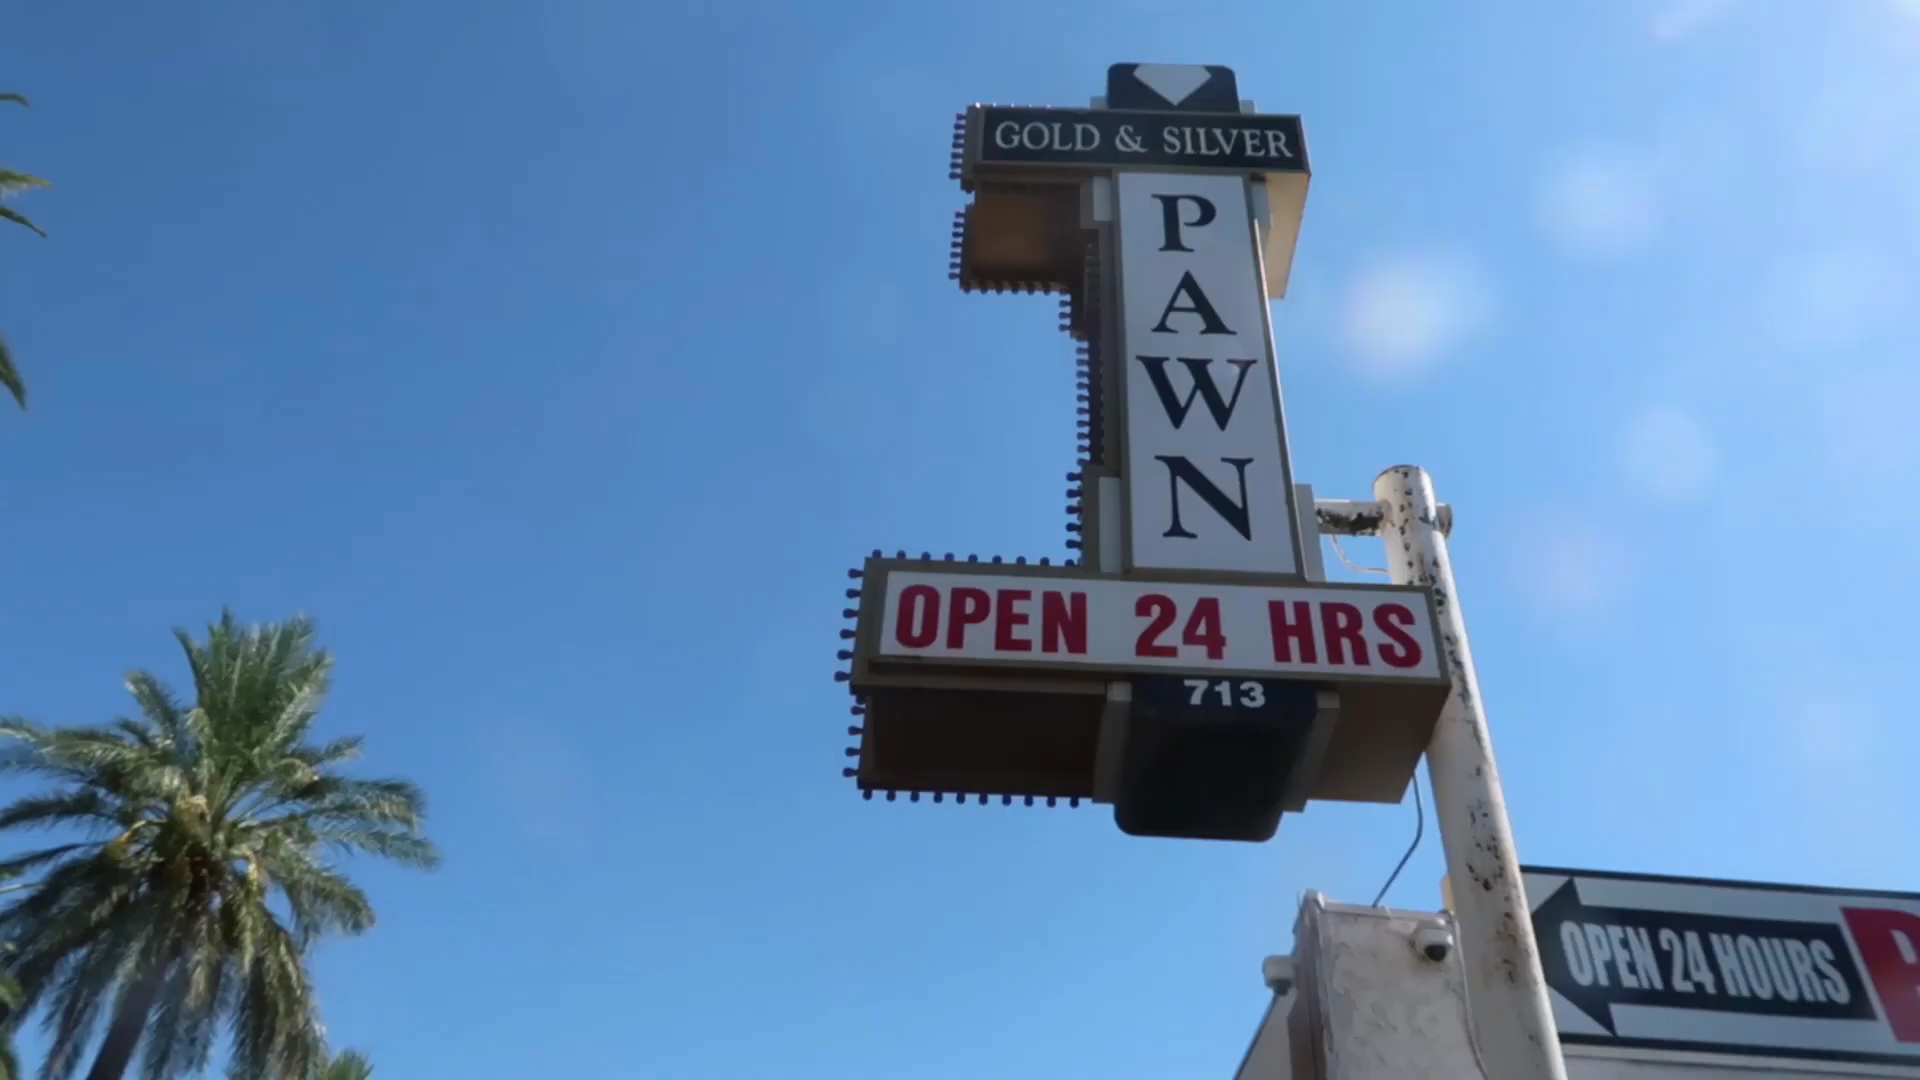 GOLD & SILVER
PAWN
OPEN 24 HRS
713
OPEN 24 HOURS